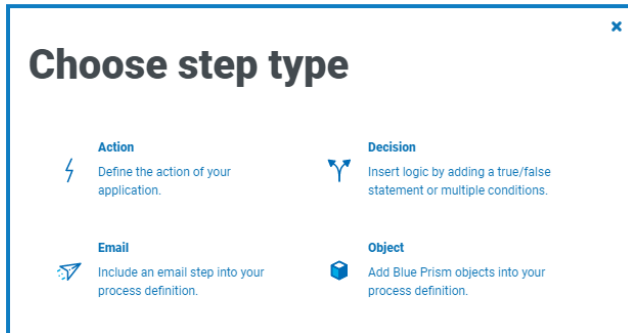 Choose step type
Action
Define the action of your
application.
Decision
Insert logic by adding a true/false
statement or multiple conditions.
Email
Include an email step into your
process definition.
Object
Add Blue Prism objects into your
process definition.